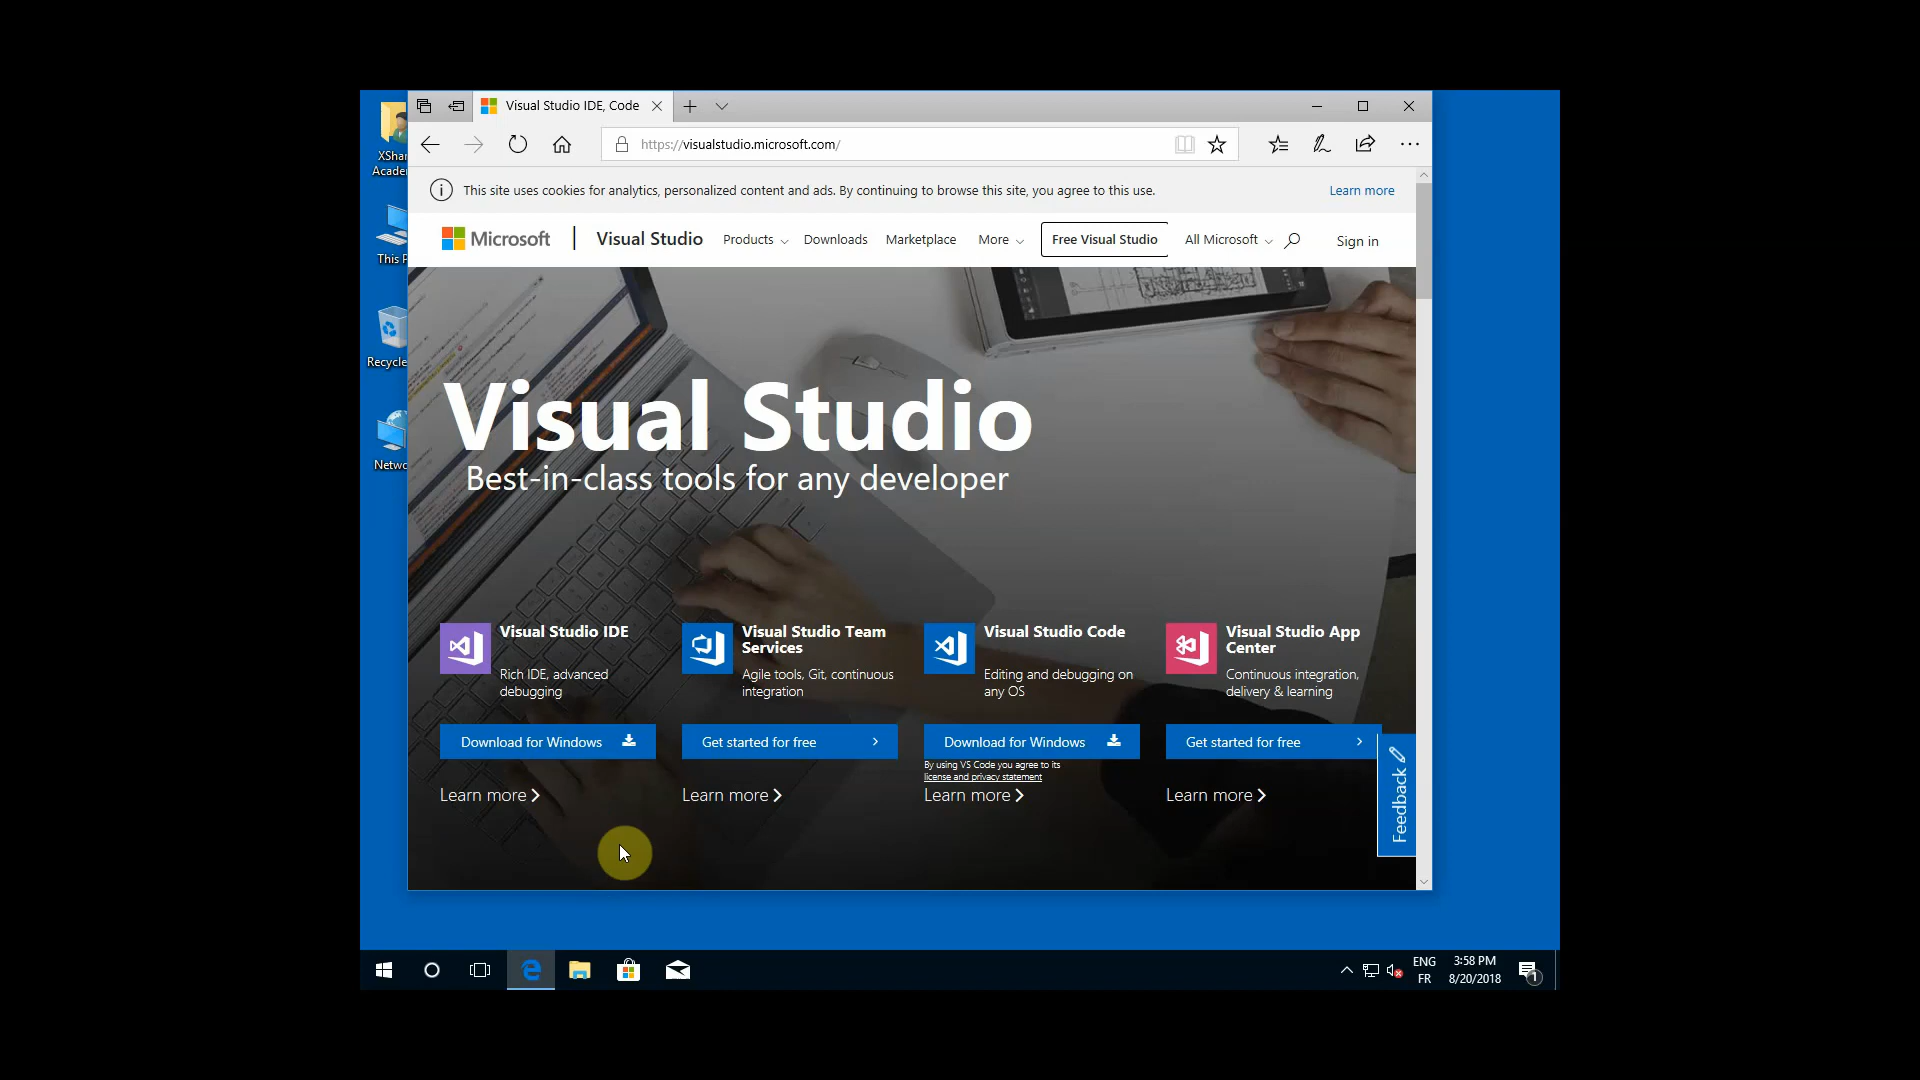 Visual Studio IDE, Code
https://visualstudio.microsoft.com/
This site uses cookies for analytics, personalized content and ads. By continuing to browse this site, you agree to this use.
Learn more
Microsoft
Visual Studio
Products
Downloads
Marketplace
More
Free Visual Studio
All Microsoft
Sign in
XShar
Acade
This P
Recycle
Netwo
Visual Studio
Best-in-class tools for any developer
Visual Studio IDE
Rich IDE, advanced
debugging
Download for Windows
Learn more
Visual Studio Team
Services
Agile tools, Git, continuous
integration
Get started for free
Learn more
Visual Studio Code
Editing and debugging on
any OS
Download for Windows
By using VS Code you agree to its
license and privacy statement
Learn more
Visual Studio App
Center
Continuous integration,
delivery & learning
Get started for free
Learn more
Feedback
ENG
FR
3:58 PM
8/20/2018
1